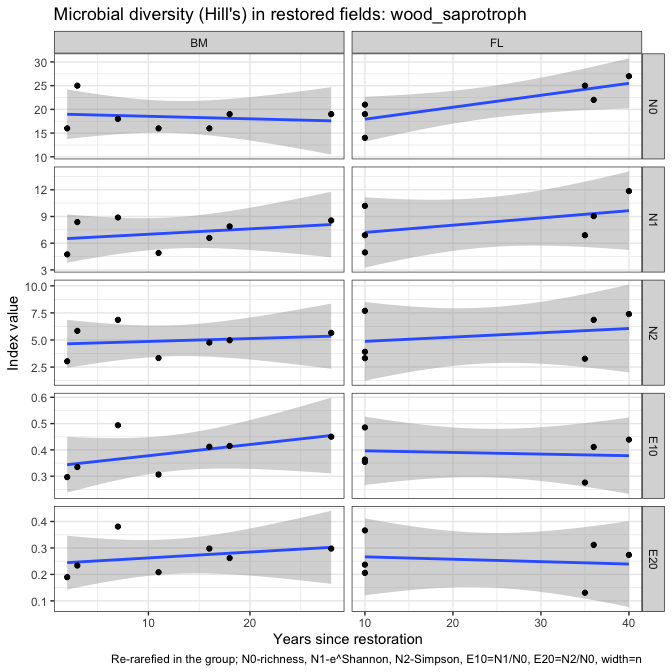 Microbial diversity (Hill's) in restored fields: wood_saprotroph
BM
FL
30
25
20
15
10
N0
12
9
6
3
N1
10.0
7.5
5.0
2.5
N2
0.6
0.5
0.4
0.3
E10
0.4
0.3
0.2
0.1
E20
Index value
10
20
10
20
30
40
Years since restoration
Re-rarefied in the group; N0-richness, N1-e^Shannon, N2-Simpson, E10=N1/N0, E20=N2/N0, width=n